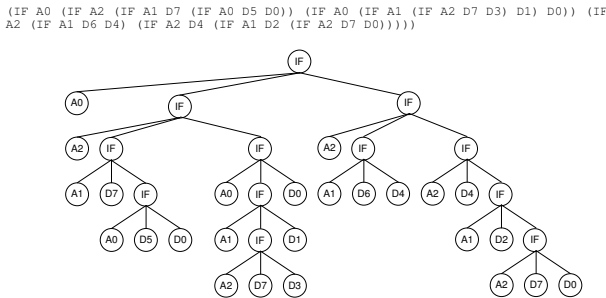 (IF A0 (IF A2 (IF A1 D7 (IF A0 D5 D0)) (IF A0 (IF A1 (IF A2 D7 D3) D1) D0)) (IF
A2 (IF A1 D6 D4) (IF A2 D4 (IF A1 D2 (IF A2 D7 D0)))))
IF
A0 IF IF
A2 IF IF A2 IF IF
A1 D7 IF A0 IF D0 A1 D6 D4 A2 D4 IF
A0 D5 D0 A1 IF D1 A1 D2 IF
A2 D7 D3 A2 D7 D0